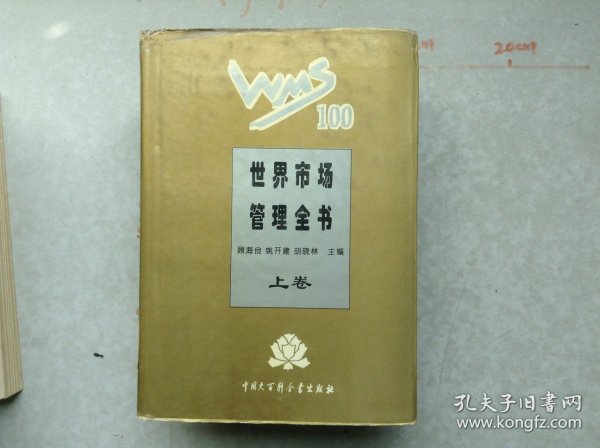 20cm
WMS
100
世界市场
管理全书
顾海良 姚开建 胡晓林 主编
上卷
中国大百科全书出版社
孔夫子旧书网
www.kongfz.com